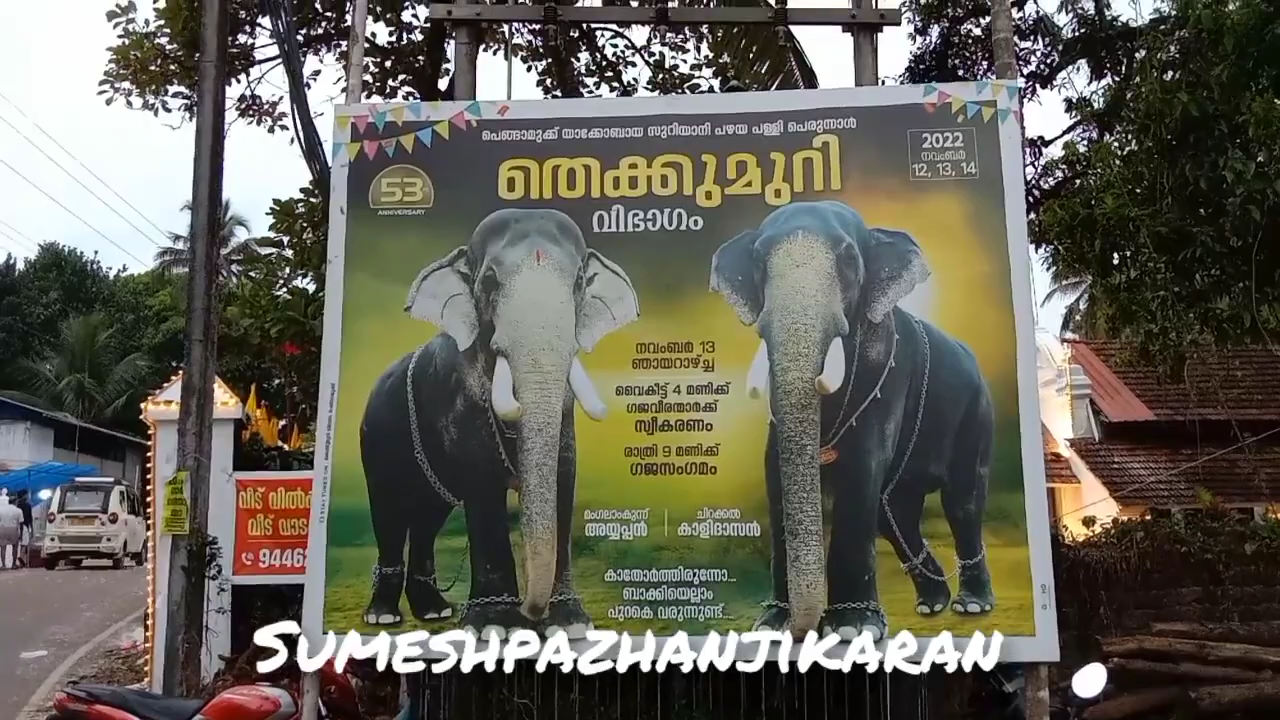 പെങ്ങാമുക്ക് യാക്കോബായ സുറിയാനി പഴയ പള്ളി പെരുന്നാൾ
തെക്കുമുറി
വിഭാഗം
53
ANNIVERSARY
2022
നവംബർ
12, 13, 14
നവംബർ 13
ഞായറാഴ്ച്ച
വൈകീട്ട് 4 മണിക്ക്
ഗജവീരന്മാർക്ക്
സ്വീകരണം
രാത്രി 9 മണിക്ക്
ഗജസംഗമം
മംഗലാംകുന്ന്
അയ്യപ്പൻ
ചിറക്കൽ
കാളിദാസൻ
കാതോർത്തിരുന്നോ...
ബാക്കിയെല്ലാം
പുറകെ വരുന്നുണ്ട്...
വീട് വിൽ
വീട് വാട
9446
SUMESHPAZHANJIKARAN